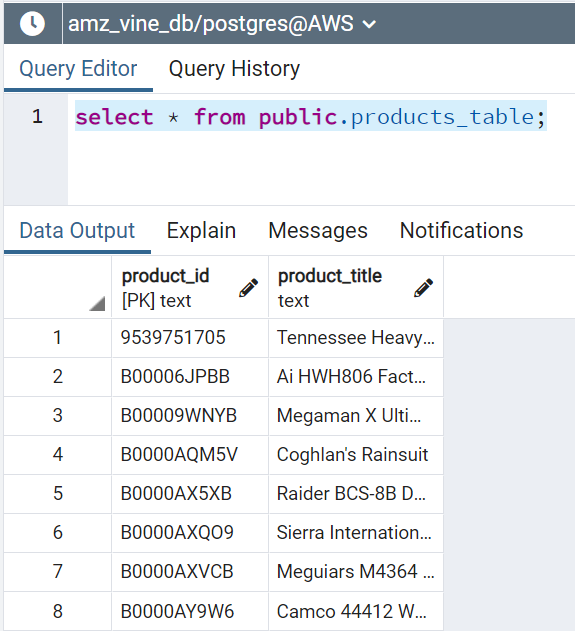 amz_vine_db/postgres@AWS
Query Editor Query History
1 select * from public.products_table;
Data Output Explain Messages Notifications
product_id product_title
[PK] text text
1 9539751705 Tennessee Heavy...
2 B00006JPBB Ai HWH806 Fact...
3 B00009WNYB Megaman X Ulti...
4 B0000AQM5V Coghlan's Rainsuit
5 B0000AX5XB Raider BCS-8B D...
6 B0000AXQO9 Sierra Internation...
7 B0000AXVCB Meguiars M4364 ...
8 B0000AY9W6 Camco 44412 W...